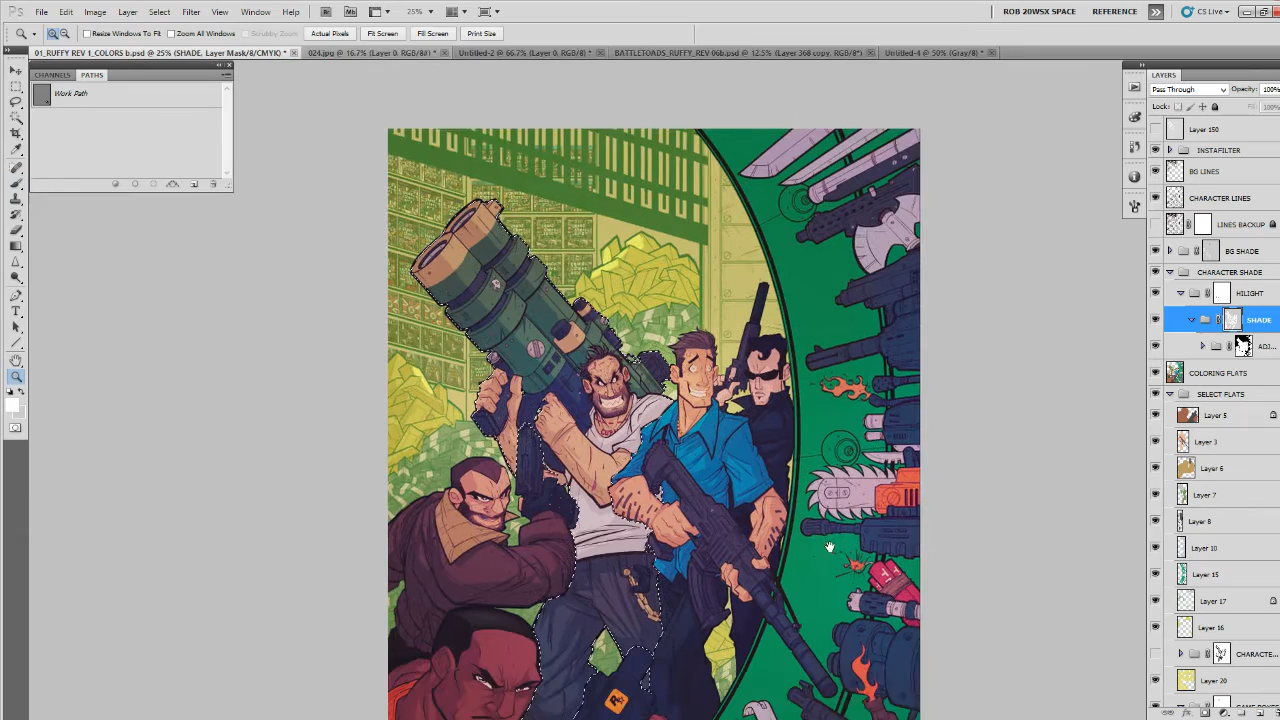 Ps File Edit Image Layer Select Filter View Window Help Br Mb 25% ROB 20WSX SPACE REFERENCE CS Live
Resize Windows To Fit Zoom All Windows Scrubby Zoom Actual Pixels Fit Screen Fill Screen Print Size
01_RUFFY REV 1_COLORS b.psd @ 25% (SHADE, Layer Mask/8/CMYK) * 024.jpg @ 16.7% (Layer 0, RGB/8#) Untitled-2 @ 66.7% (Layer 0, RGB/8) * BATTLETOADS_RUFFY REV 06b.psd @ 12.5% (Layer 368 copy, RGB/8*) Untitled-4 @ 50% (Gray/8) *
CHANNELS PATHS
Work Path
LAYERS
Pass Through Opacity: 100%
Lock: Fill: 100%
Layer 150
INSTAFILTER
BG LINES
CHARACTER LINES
LINES BACKUP
BG SHADE
CHARACTER SHADE
HILIGHT
SHADE
ADJ...
COLORING FLATS
SELECT FLATS
Layer 5
Layer 3
Layer 6
Layer 7
Layer 8
Layer 10
Layer 15
Layer 17
Layer 16
CHARACTE...
Layer 20